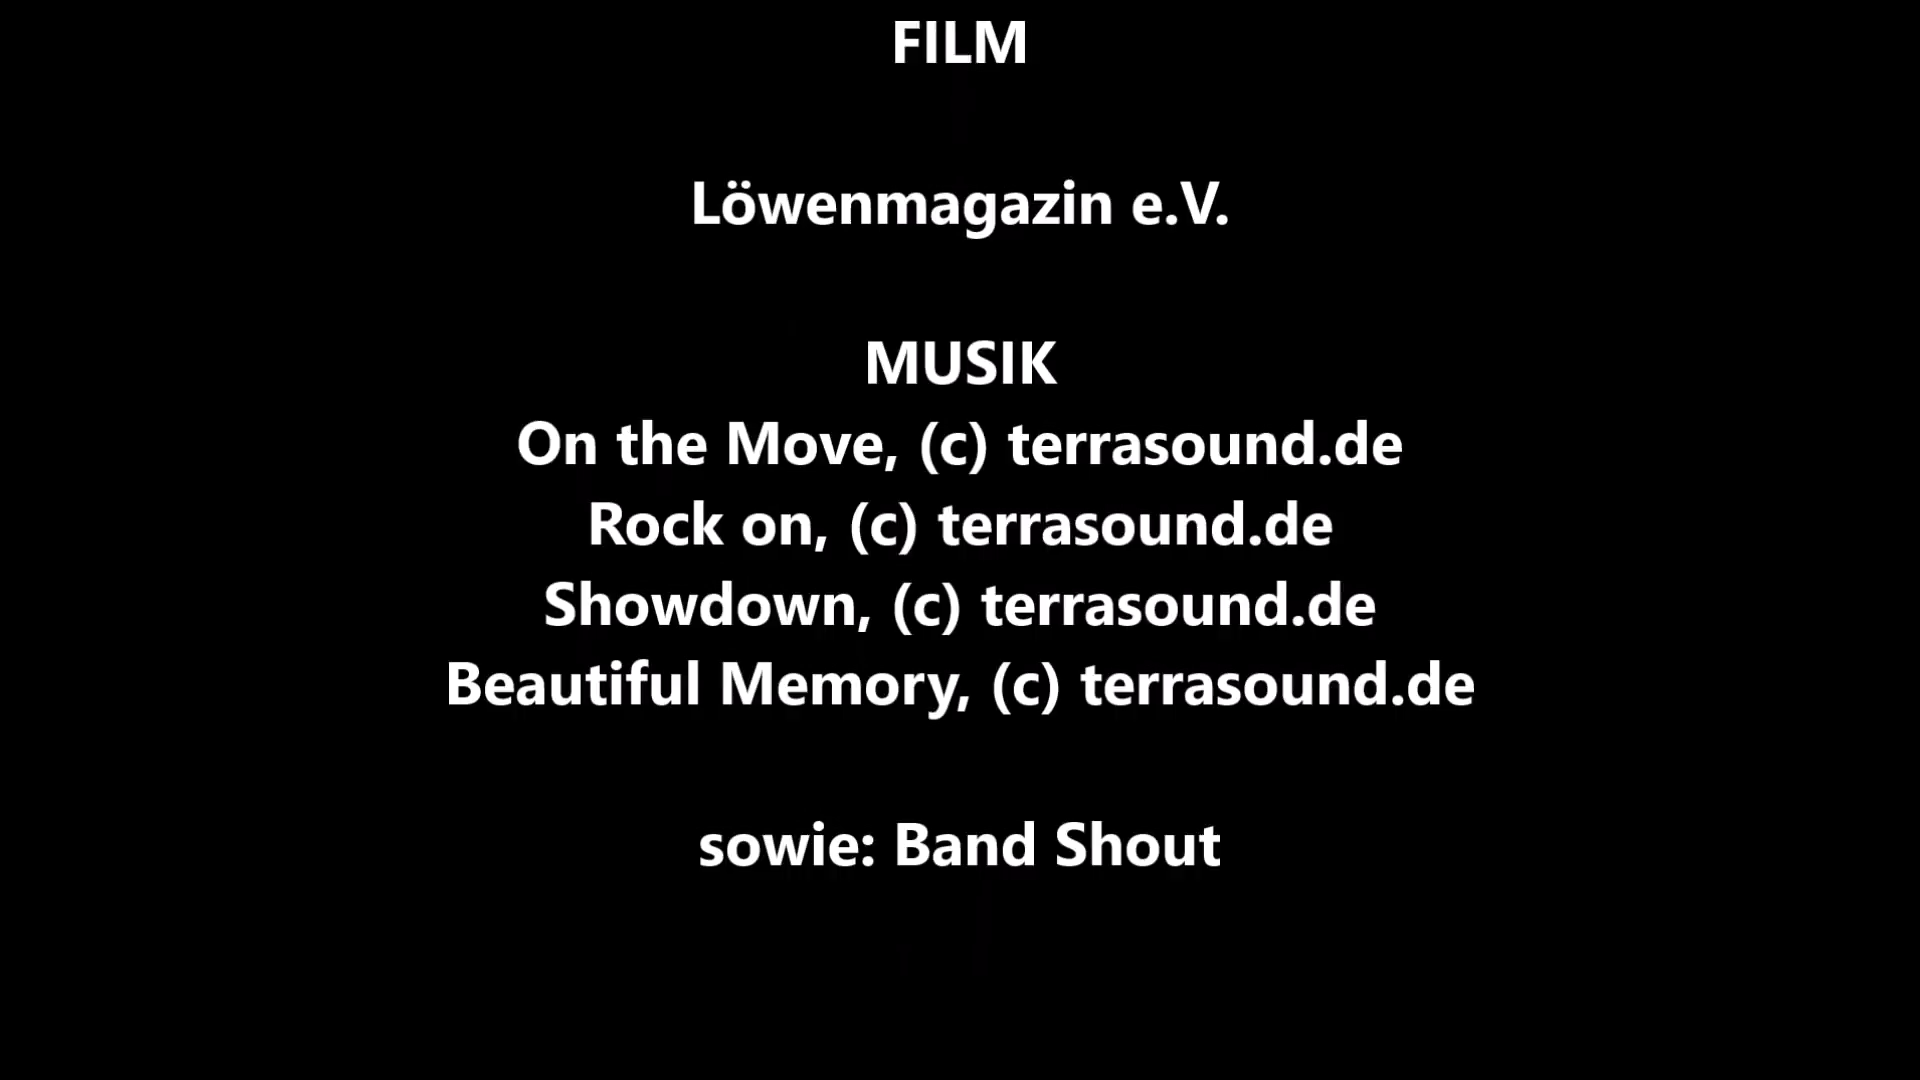 FILM
Löwenmagazin e.V.
MUSIK
On the Move, (c) terrasound.de
Rock on, (c) terrasound.de
Showdown, (c) terrasound.de
Beautiful Memory, (c) terrasound.de
sowie: Band Shout